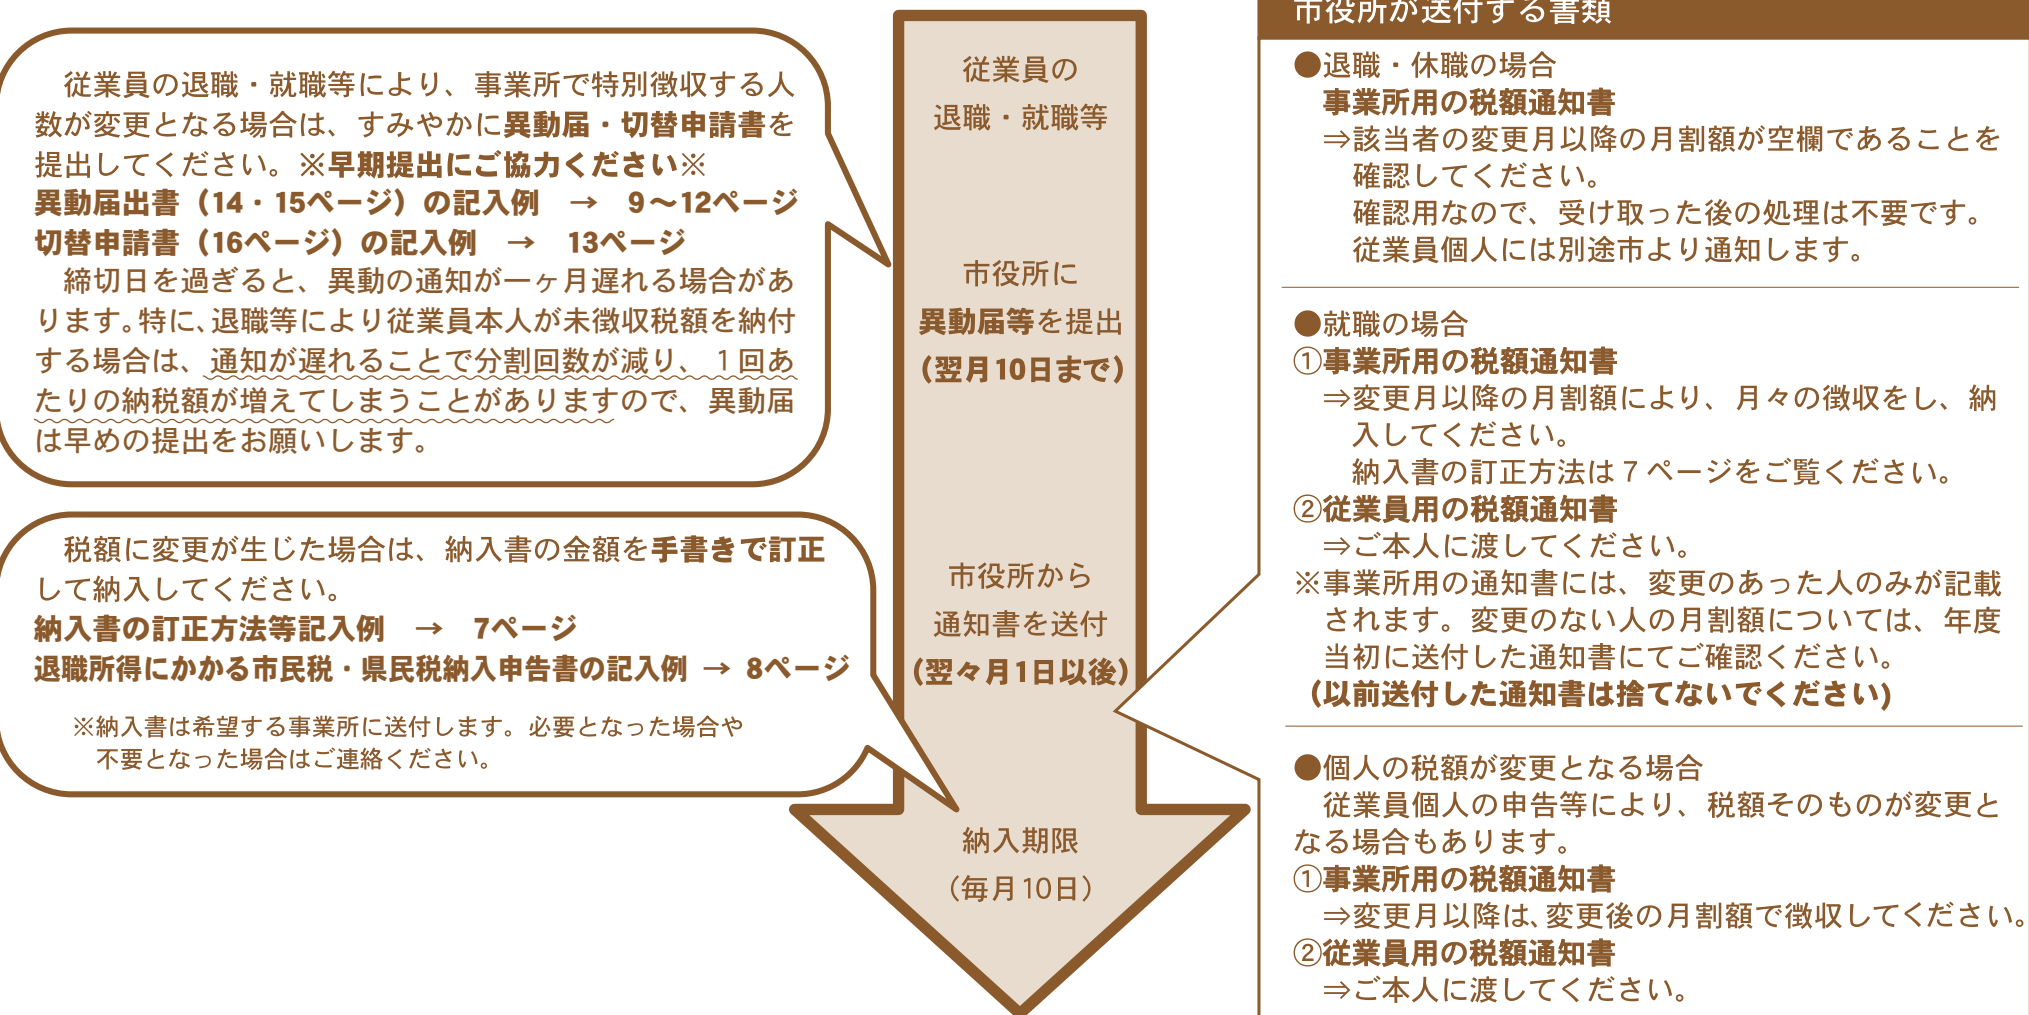 従業員の退職・就職等により、事業所で特別徴収する人
数が変更となる場合は、すみやかに異動届・切替申請書を
提出してください。※早期提出にご協力ください※
異動届出書（14・15ページ）の記入例　→　9～12ページ
切替申請書（16ページ）の記入例　→　13ページ
締切日を過ぎると、異動の通知が一ヶ月遅れる場合があ
ります。特に、退職等により従業員本人が未徴収税額を納付
する場合は、通知が遅れることで分割回数が減り、１回あ
たりの納税額が増えてしまうことがありますので、異動届
は早めの提出をお願いします。
税額に変更が生じた場合は、納入書の金額を手書きで訂正
して納入してください。
納入書の訂正方法等記入例　→　7ページ
退職所得にかかる市民税・県民税納入申告書の記入例 → 8ページ
※納入書は希望する事業所に送付します。必要となった場合や
不要となった場合はご連絡ください。
従業員の
退職・就職等
市役所に
異動届等を提出
（翌月10日まで）
市役所から
通知書を送付
（翌々月1日以後）
納入期限
（毎月10日）
市役所が送付する書類
●退職・休職の場合
事業所用の税額通知書
⇒該当者の変更月以降の月割額が空欄であることを
確認してください。
確認用なので、受け取った後の処理は不要です。
従業員個人には別途市より通知します。
●就職の場合
①事業所用の税額通知書
⇒変更月以降の月割額により、月々の徴収をし、納
入してください。
納入書の訂正方法は７ページをご覧ください。
②従業員用の税額通知書
⇒ご本人に渡してください。
※事業所用の通知書には、変更のあった人のみが記載
されます。変更のない人の月割額については、年度
当初に送付した通知書にてご確認ください。
（以前送付した通知書は捨てないでください)
●個人の税額が変更となる場合
従業員個人の申告等により、税額そのものが変更と
なる場合もあります。
①事業所用の税額通知書
⇒変更月以降は、変更後の月割額で徴収してください。
②従業員用の税額通知書
⇒ご本人に渡してください。